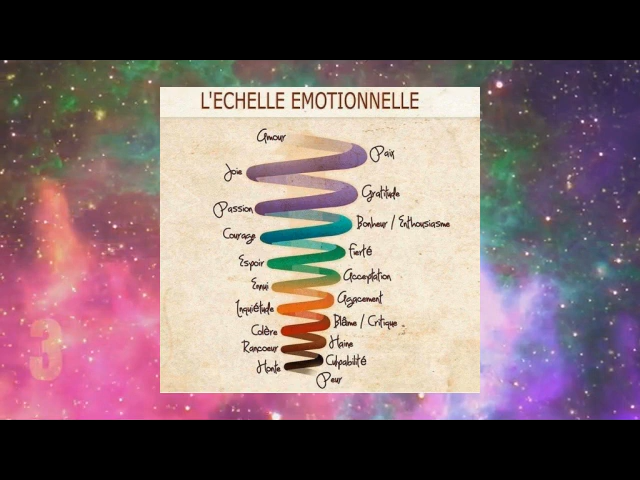 L'ECHELLE EMOTIONNELLE
Amour
Paix
Joie
Gratitude
Passion
Bonheur / Enthousiasme
Courage
Fierté
Espoir
Acceptation
Ennui
Agacement
Inquiétude
Blâme / Critique
Colère
Haine
Rancoeur
Culpabilité
Honte
Peur
3